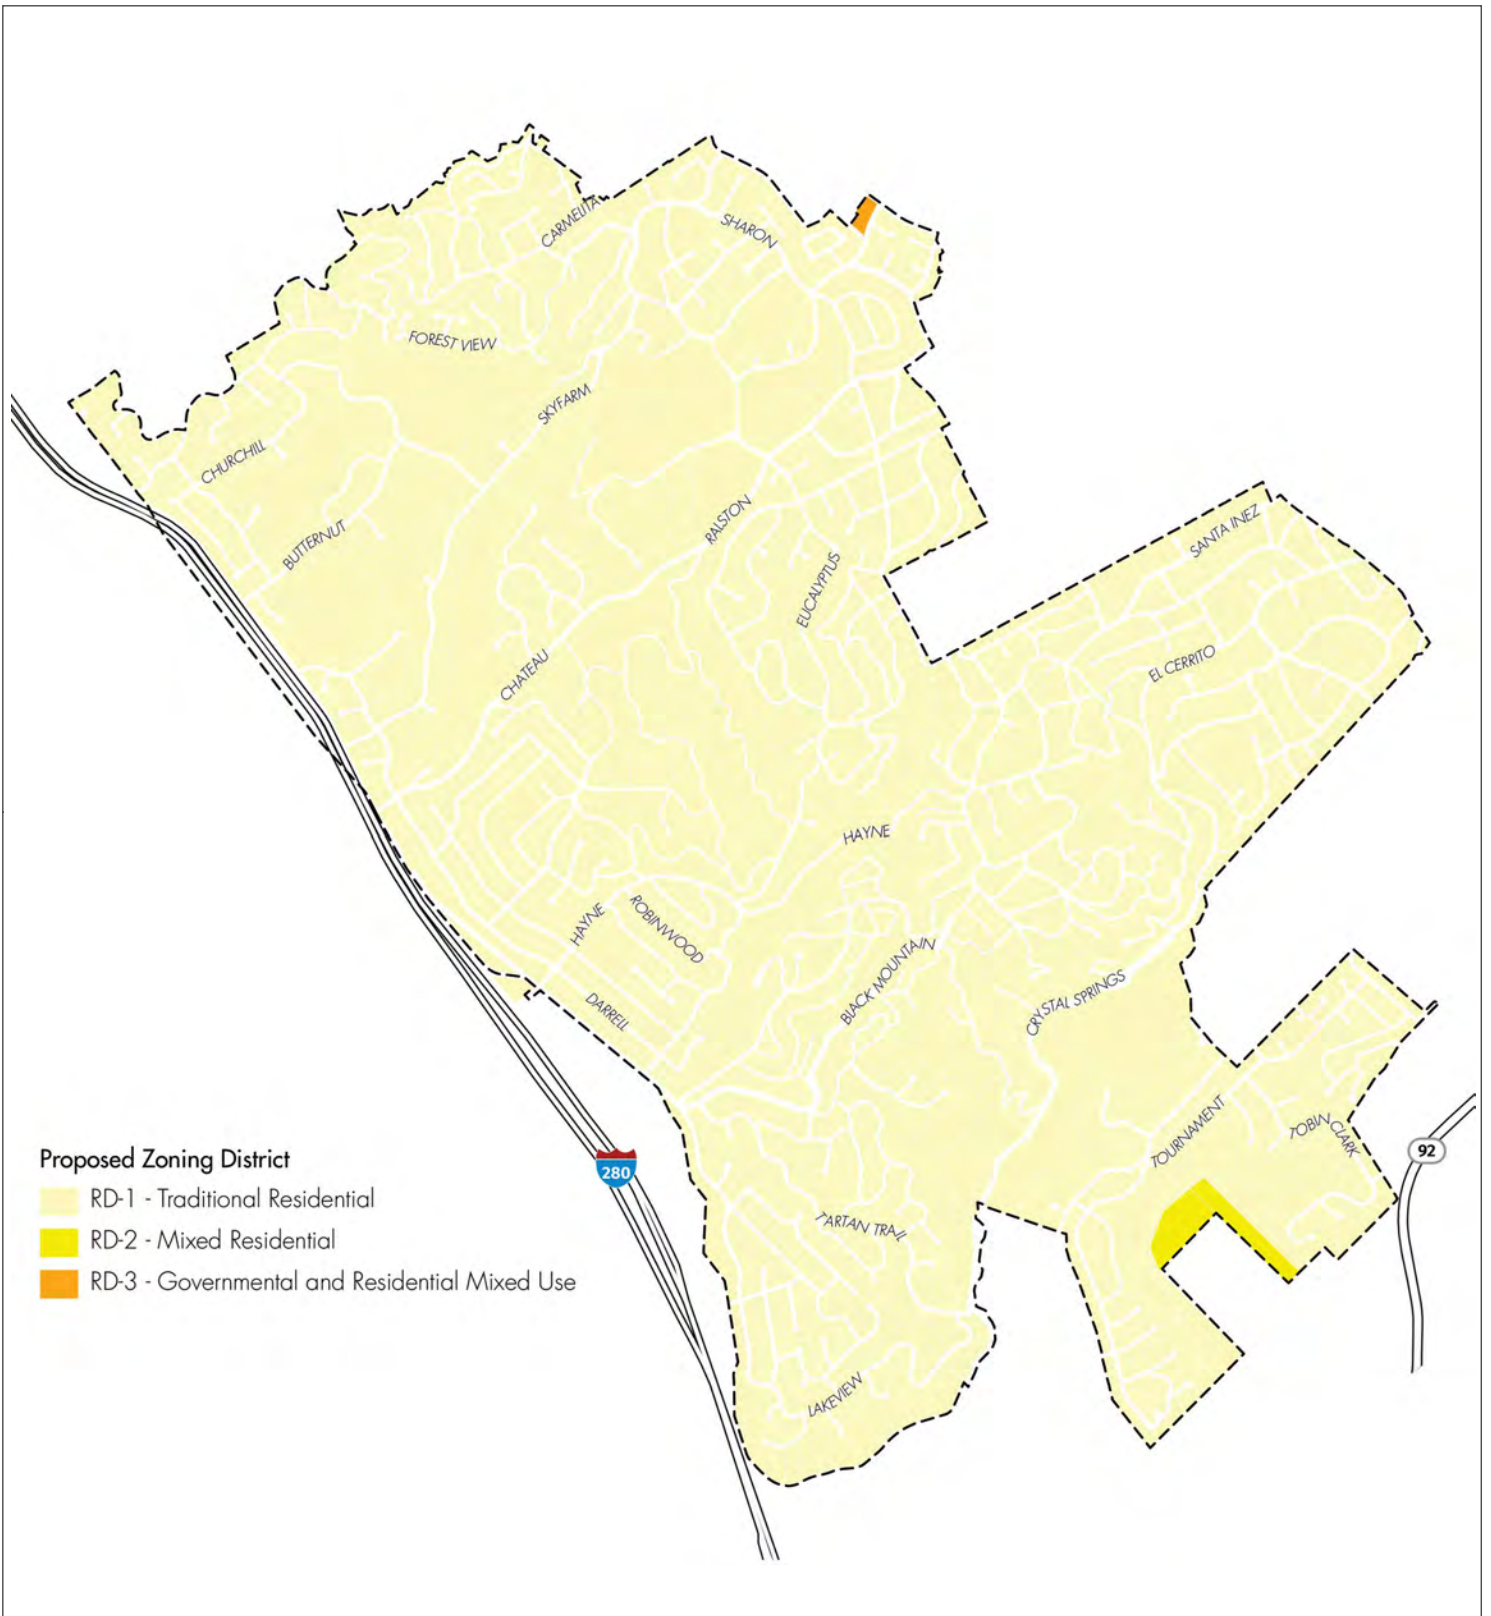 CARMELITA
SHARON
FOREST VIEW
SKYFARM
CHURCHILL
BUTTERNUT
RALSTON
SANTA INEZ
EUCALYPTUS
EL CERRITO
CHATEAU
HAYNE
HAYNE
ROBINWOOD
BLACK MOUNTAIN
CRYSTAL SPRINGS
DARRELL
TOURNAMENT
TOBIN CLARK
92
280
TARTAN TRAIL
LAKEVIEW
Proposed Zoning District
RD-1 - Traditional Residential
RD-2 - Mixed Residential
RD-3 - Governmental and Residential Mixed Use